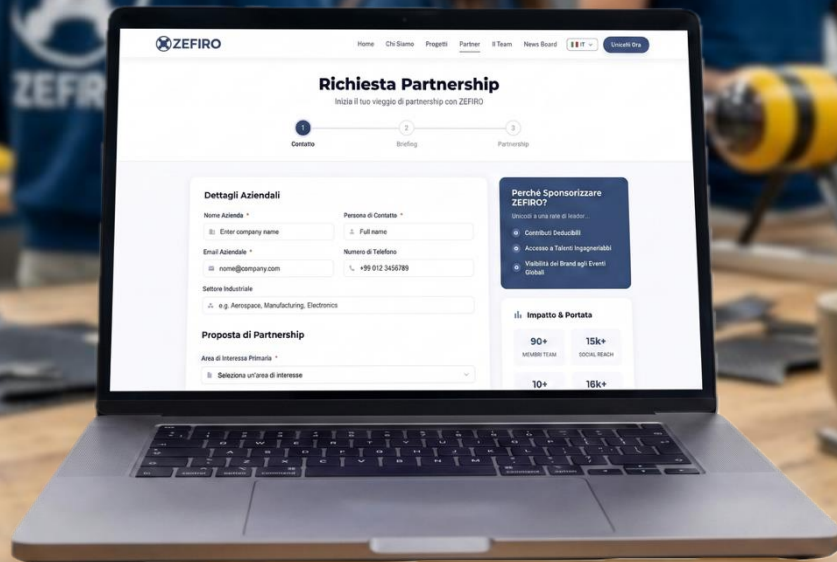 ZEFIRO
Home Chi Siamo Progetti Partner Il Team News Board IT
ZEFR
Richiesta Partnership
Inizia il tuo vieggio di partnership con ZEFIRO
1 2 3
Contatto Briefing Partnership
Dettagli Aziendali
Nome Azienda * Persona di Contatto *
Enter company name Full name
Email Aziendale * Numero di Telefono
nome@company.com +99 012 3456789
Settore Industriale
e.g. Aerospace, Manufacturing, Electronics
Proposta di Partnership
Area di Interesse Primaria *
Seleziona un'area di interesse
Perché Sponsorizzare
ZEFIRO?
Contributi Deducibili
Accesso a Talenti
Visibilità del Brand agli Eventi
Globali
Impatto & Portata
90+ 15k+
MEMBRI TEAM SOCIAL REACH
10+ 16k+